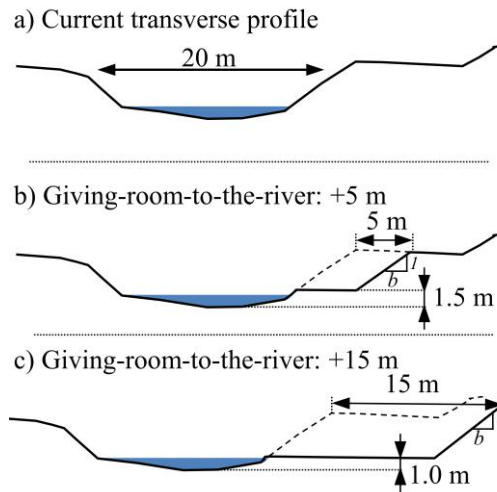 a) Current transverse profile
20 m
b) Giving-room-to-the-river: +5 m
5 m
1
b
1.5 m
c) Giving-room-to-the-river: +15 m
15 m
b
1.0 m